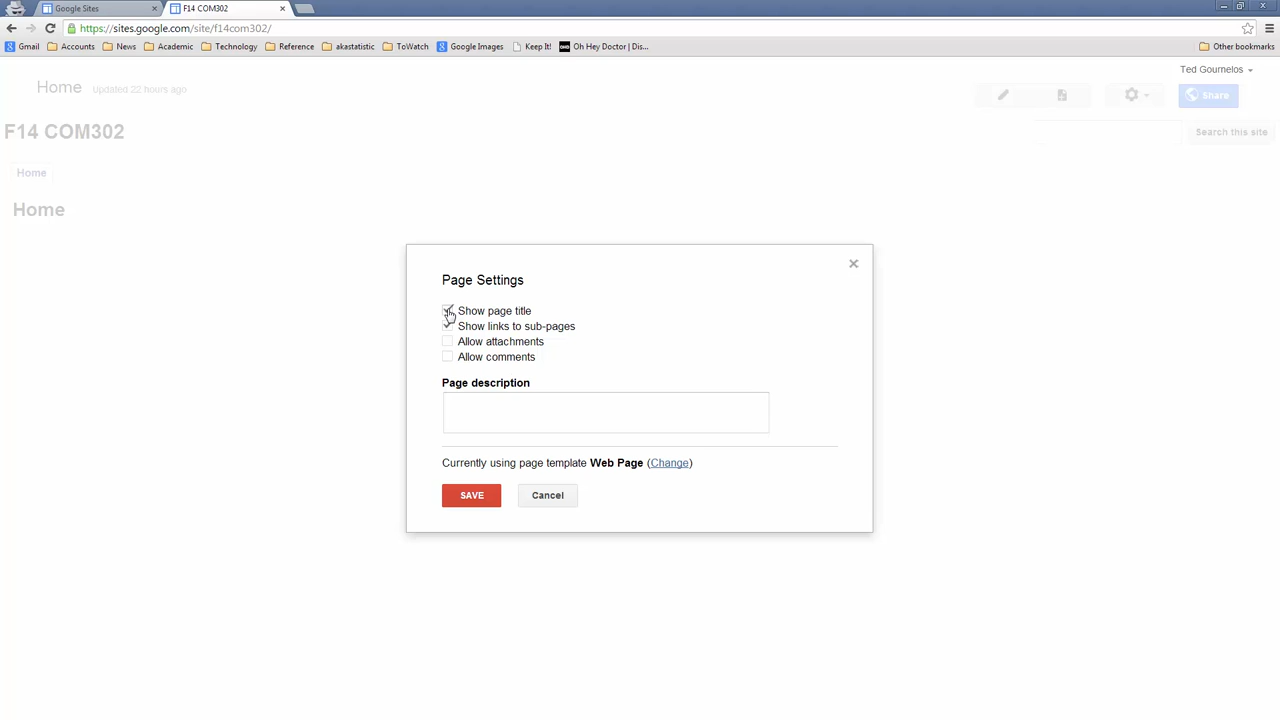 Google Sites
F14 COM302
https://sites.google.com/site/f14com302/
Gmail Accounts News Academic Technology Reference akastatistic ToWatch Google Images Keep It! Oh Hey Doctor | Dis... Other bookmarks
Ted Gournelos
Home Updated 22 hours ago
Share
F14 COM302
Search this site
Home
Home
Page Settings
Show page title
Show links to sub-pages
Allow attachments
Allow comments
Page description
Currently using page template Web Page (Change)
SAVE Cancel